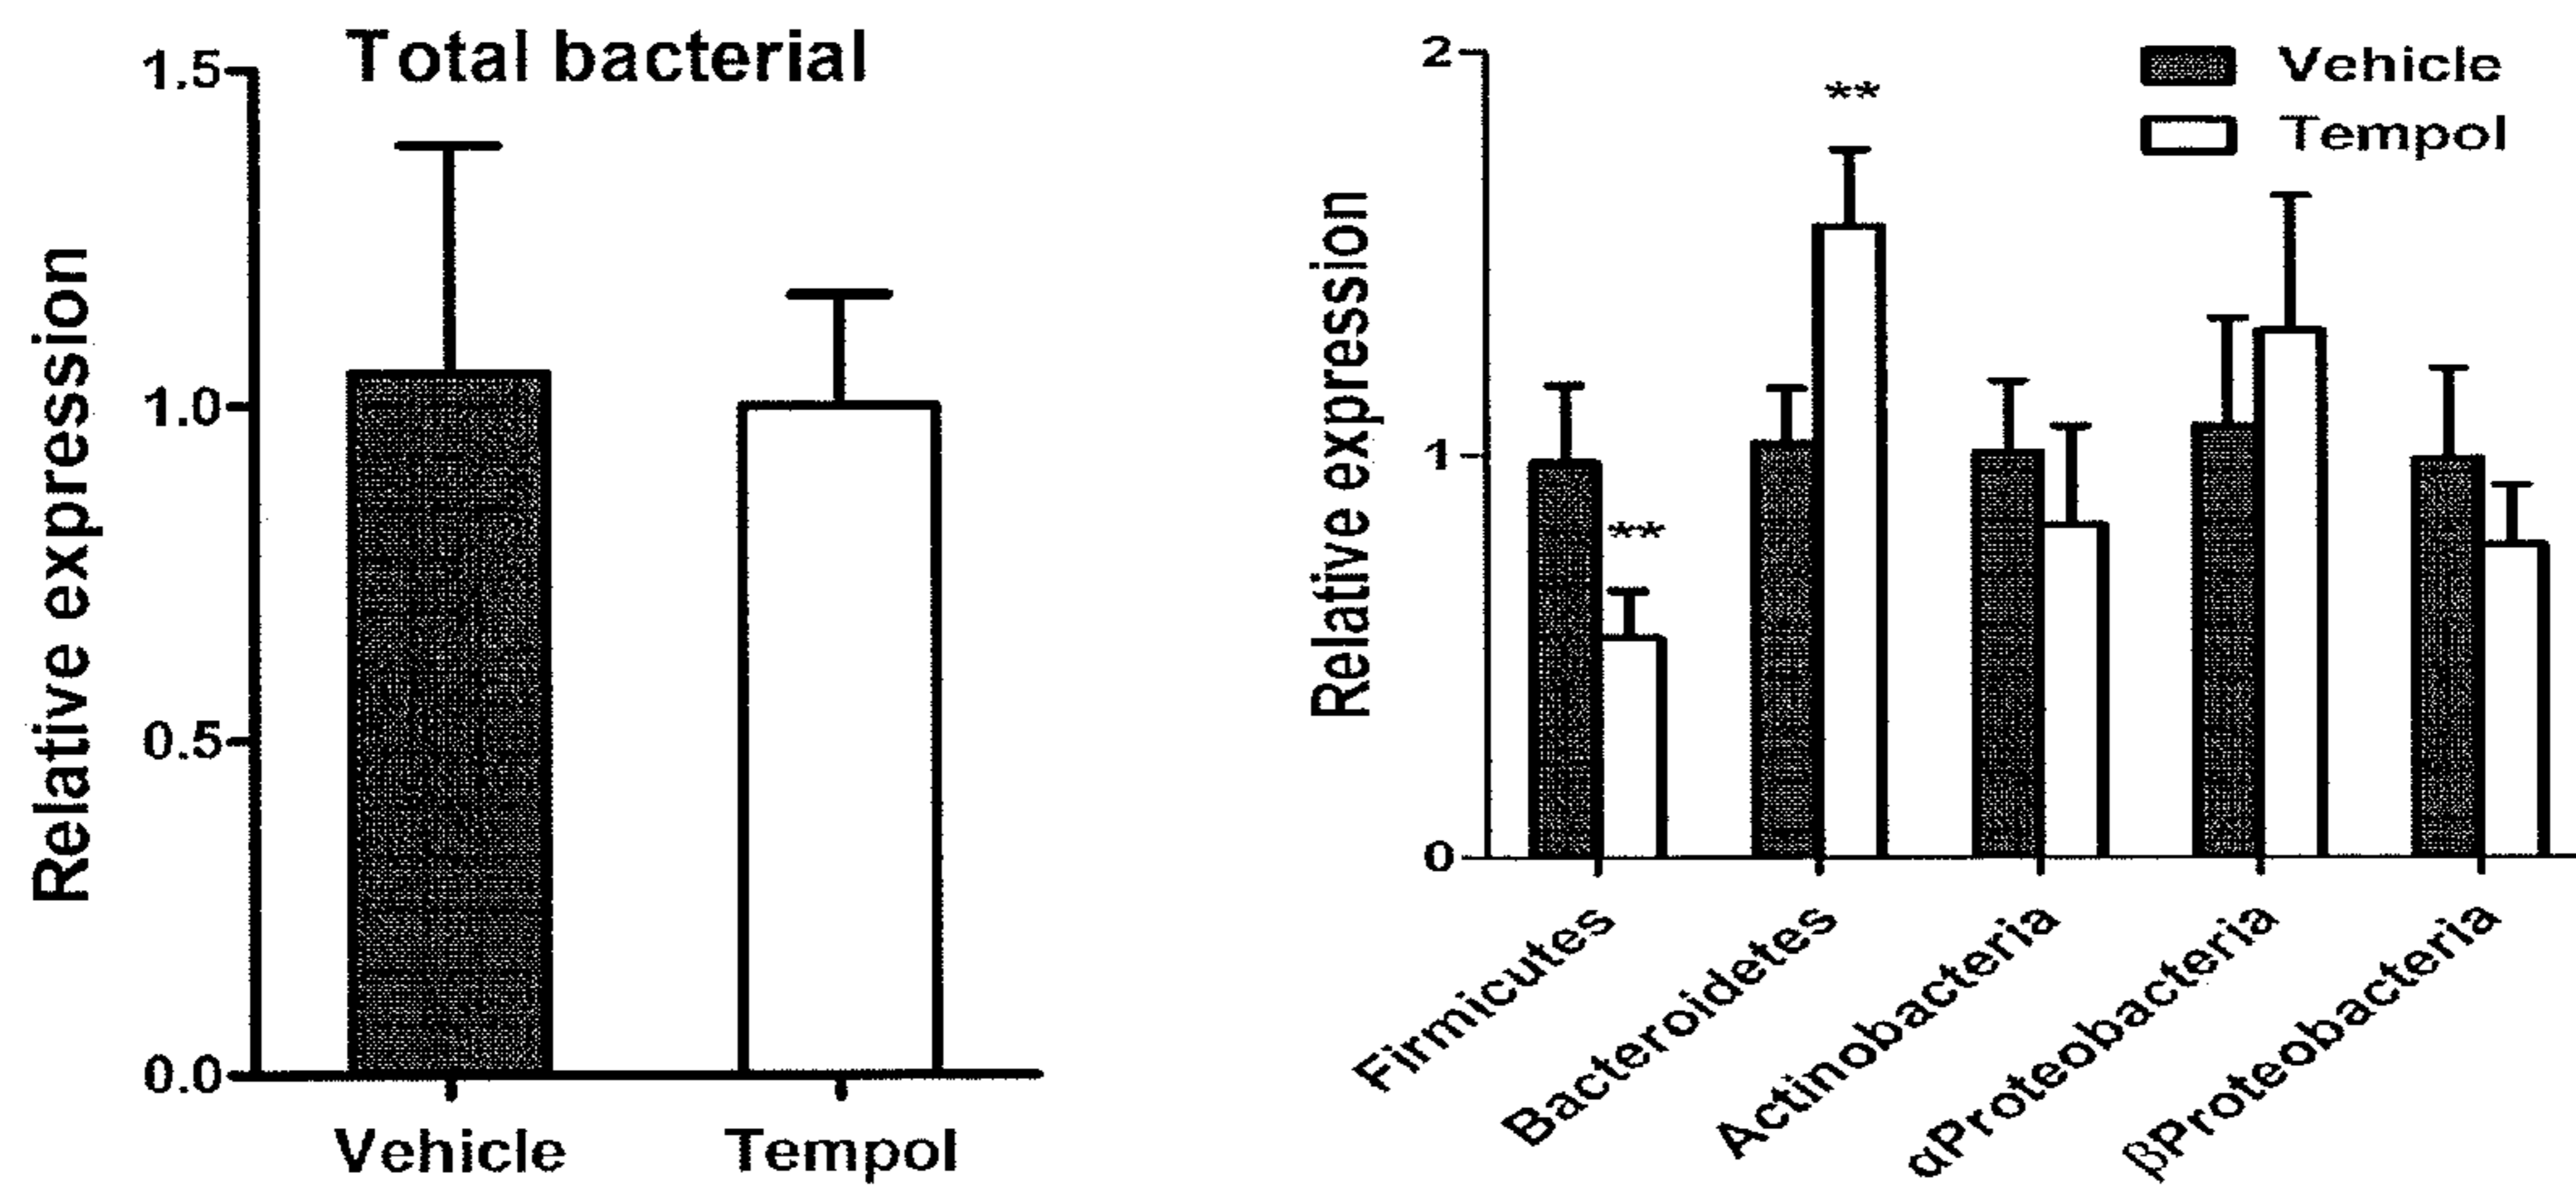 Total bacterial
Relative expression
1.5
1.0
0.5
0.0
Vehicle
Tempol
Relative expression
2
1
0
**
**
Vehicle
Tempol
Firmicutes
Bacteroidetes
Actinobacteria
αProteobacteria
βProteobacteria